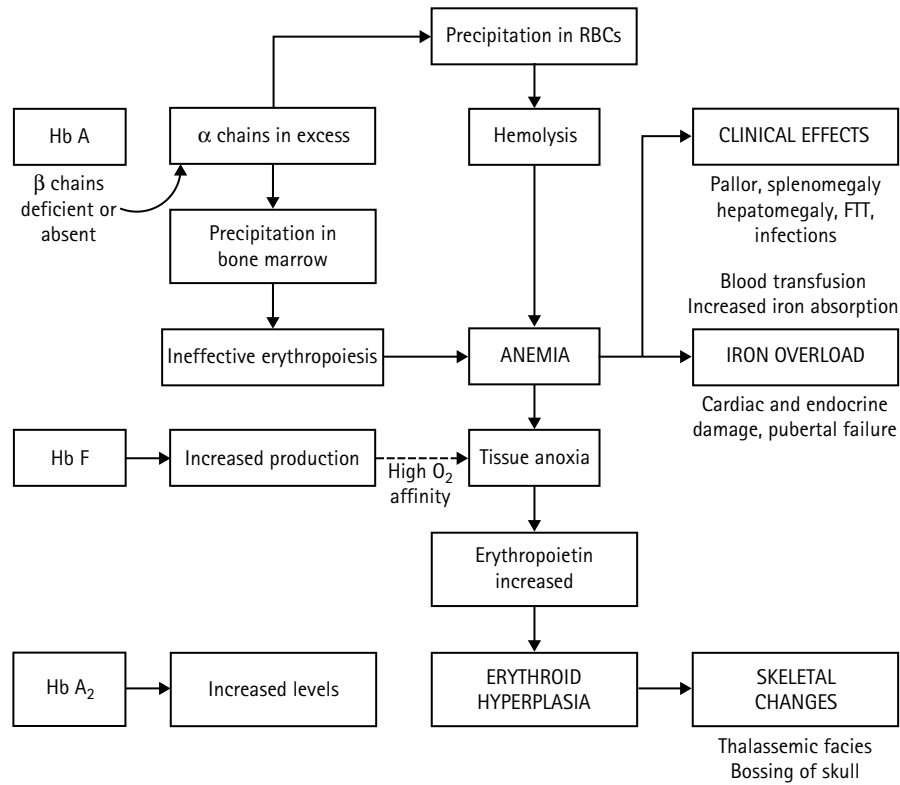 Precipitation in RBCs
Hb A
α chains in excess
Hemolysis
CLINICAL EFFECTS
β chains
deficient or
absent
Pallor, splenomegaly
hepatomegaly, FTT,
infections
Precipitation in
bone marrow
Blood transfusion
Increased iron absorption
Ineffective erythropoiesis
ANEMIA
IRON OVERLOAD
Cardiac and endocrine
damage, pubertal failure
Hb F
Increased production
High O₂
affinity
Tissue anoxia
Erythropoietin
increased
Hb A₂
Increased levels
ERYTHROID
HYPERPLASIA
SKELETAL
CHANGES
Thalassemic facies
Bossing of skull